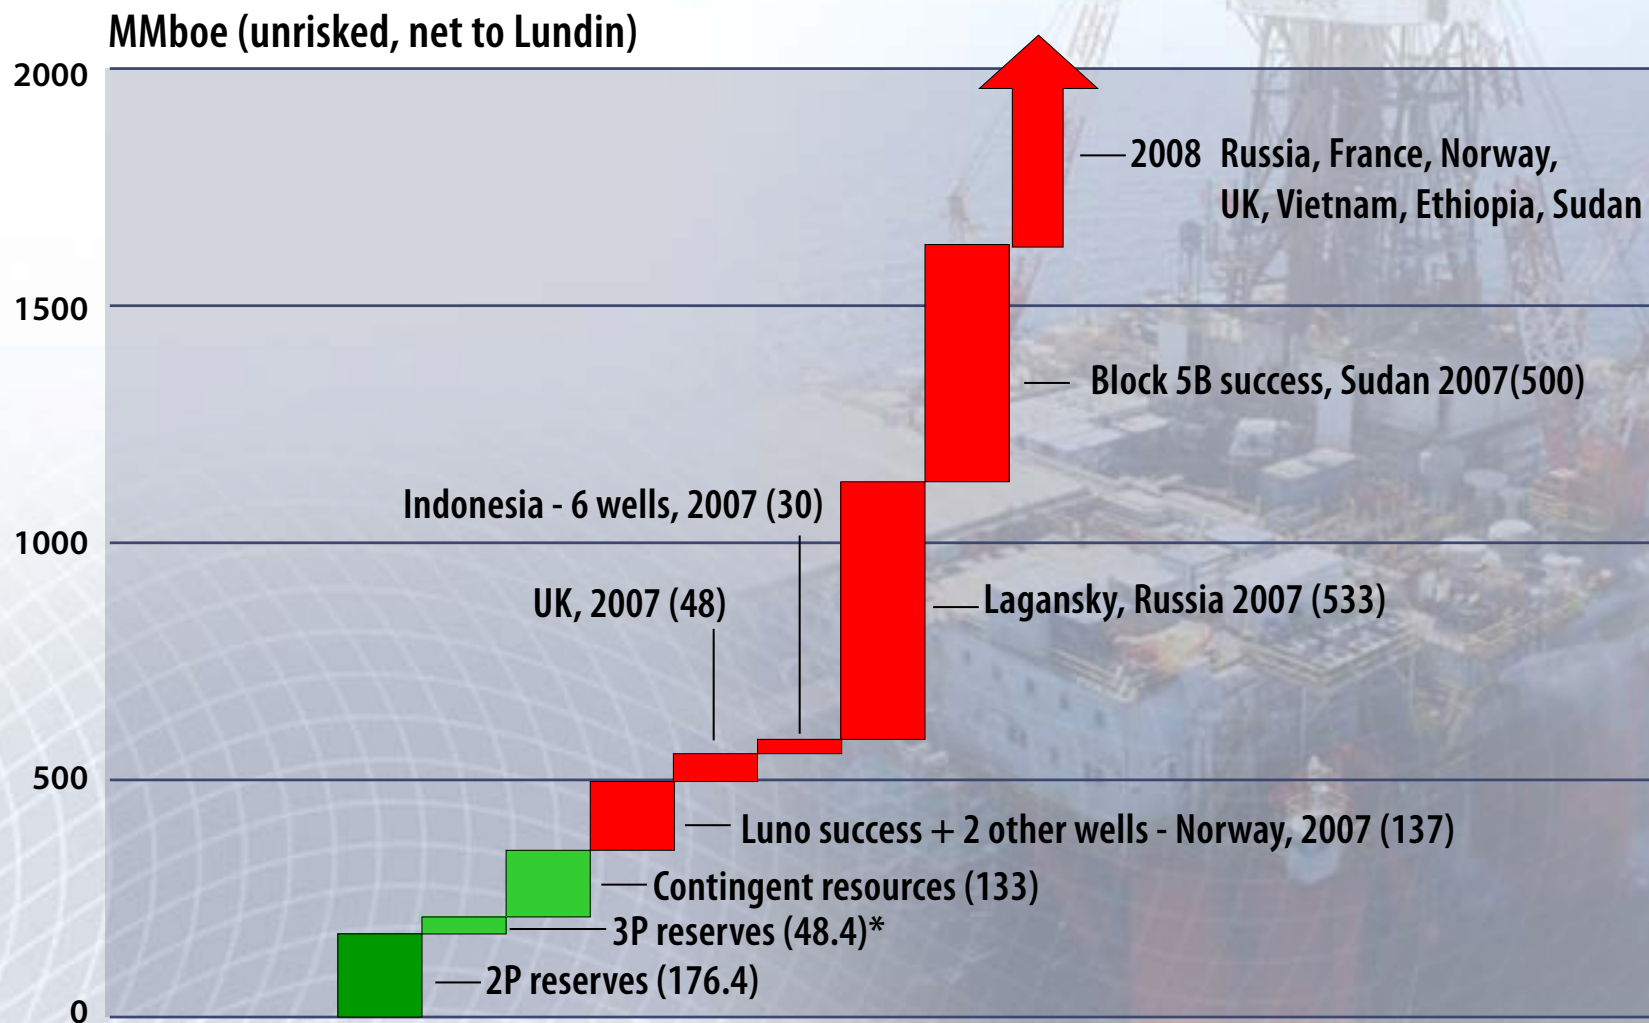 MMboe (unrisked, net to Lundin)
2000
2008 Russia, France, Norway,
UK, Vietnam, Ethiopia, Sudan
1500
Block 5B success, Sudan 2007(500)
Indonesia - 6 wells, 2007 (30)
1000
UK, 2007 (48)
Lagansky, Russia 2007 (533)
500
Luno success + 2 other wells - Norway, 2007 (137)
Contingent resources (133)
3P reserves (48.4)*
2P reserves (176.4)
0